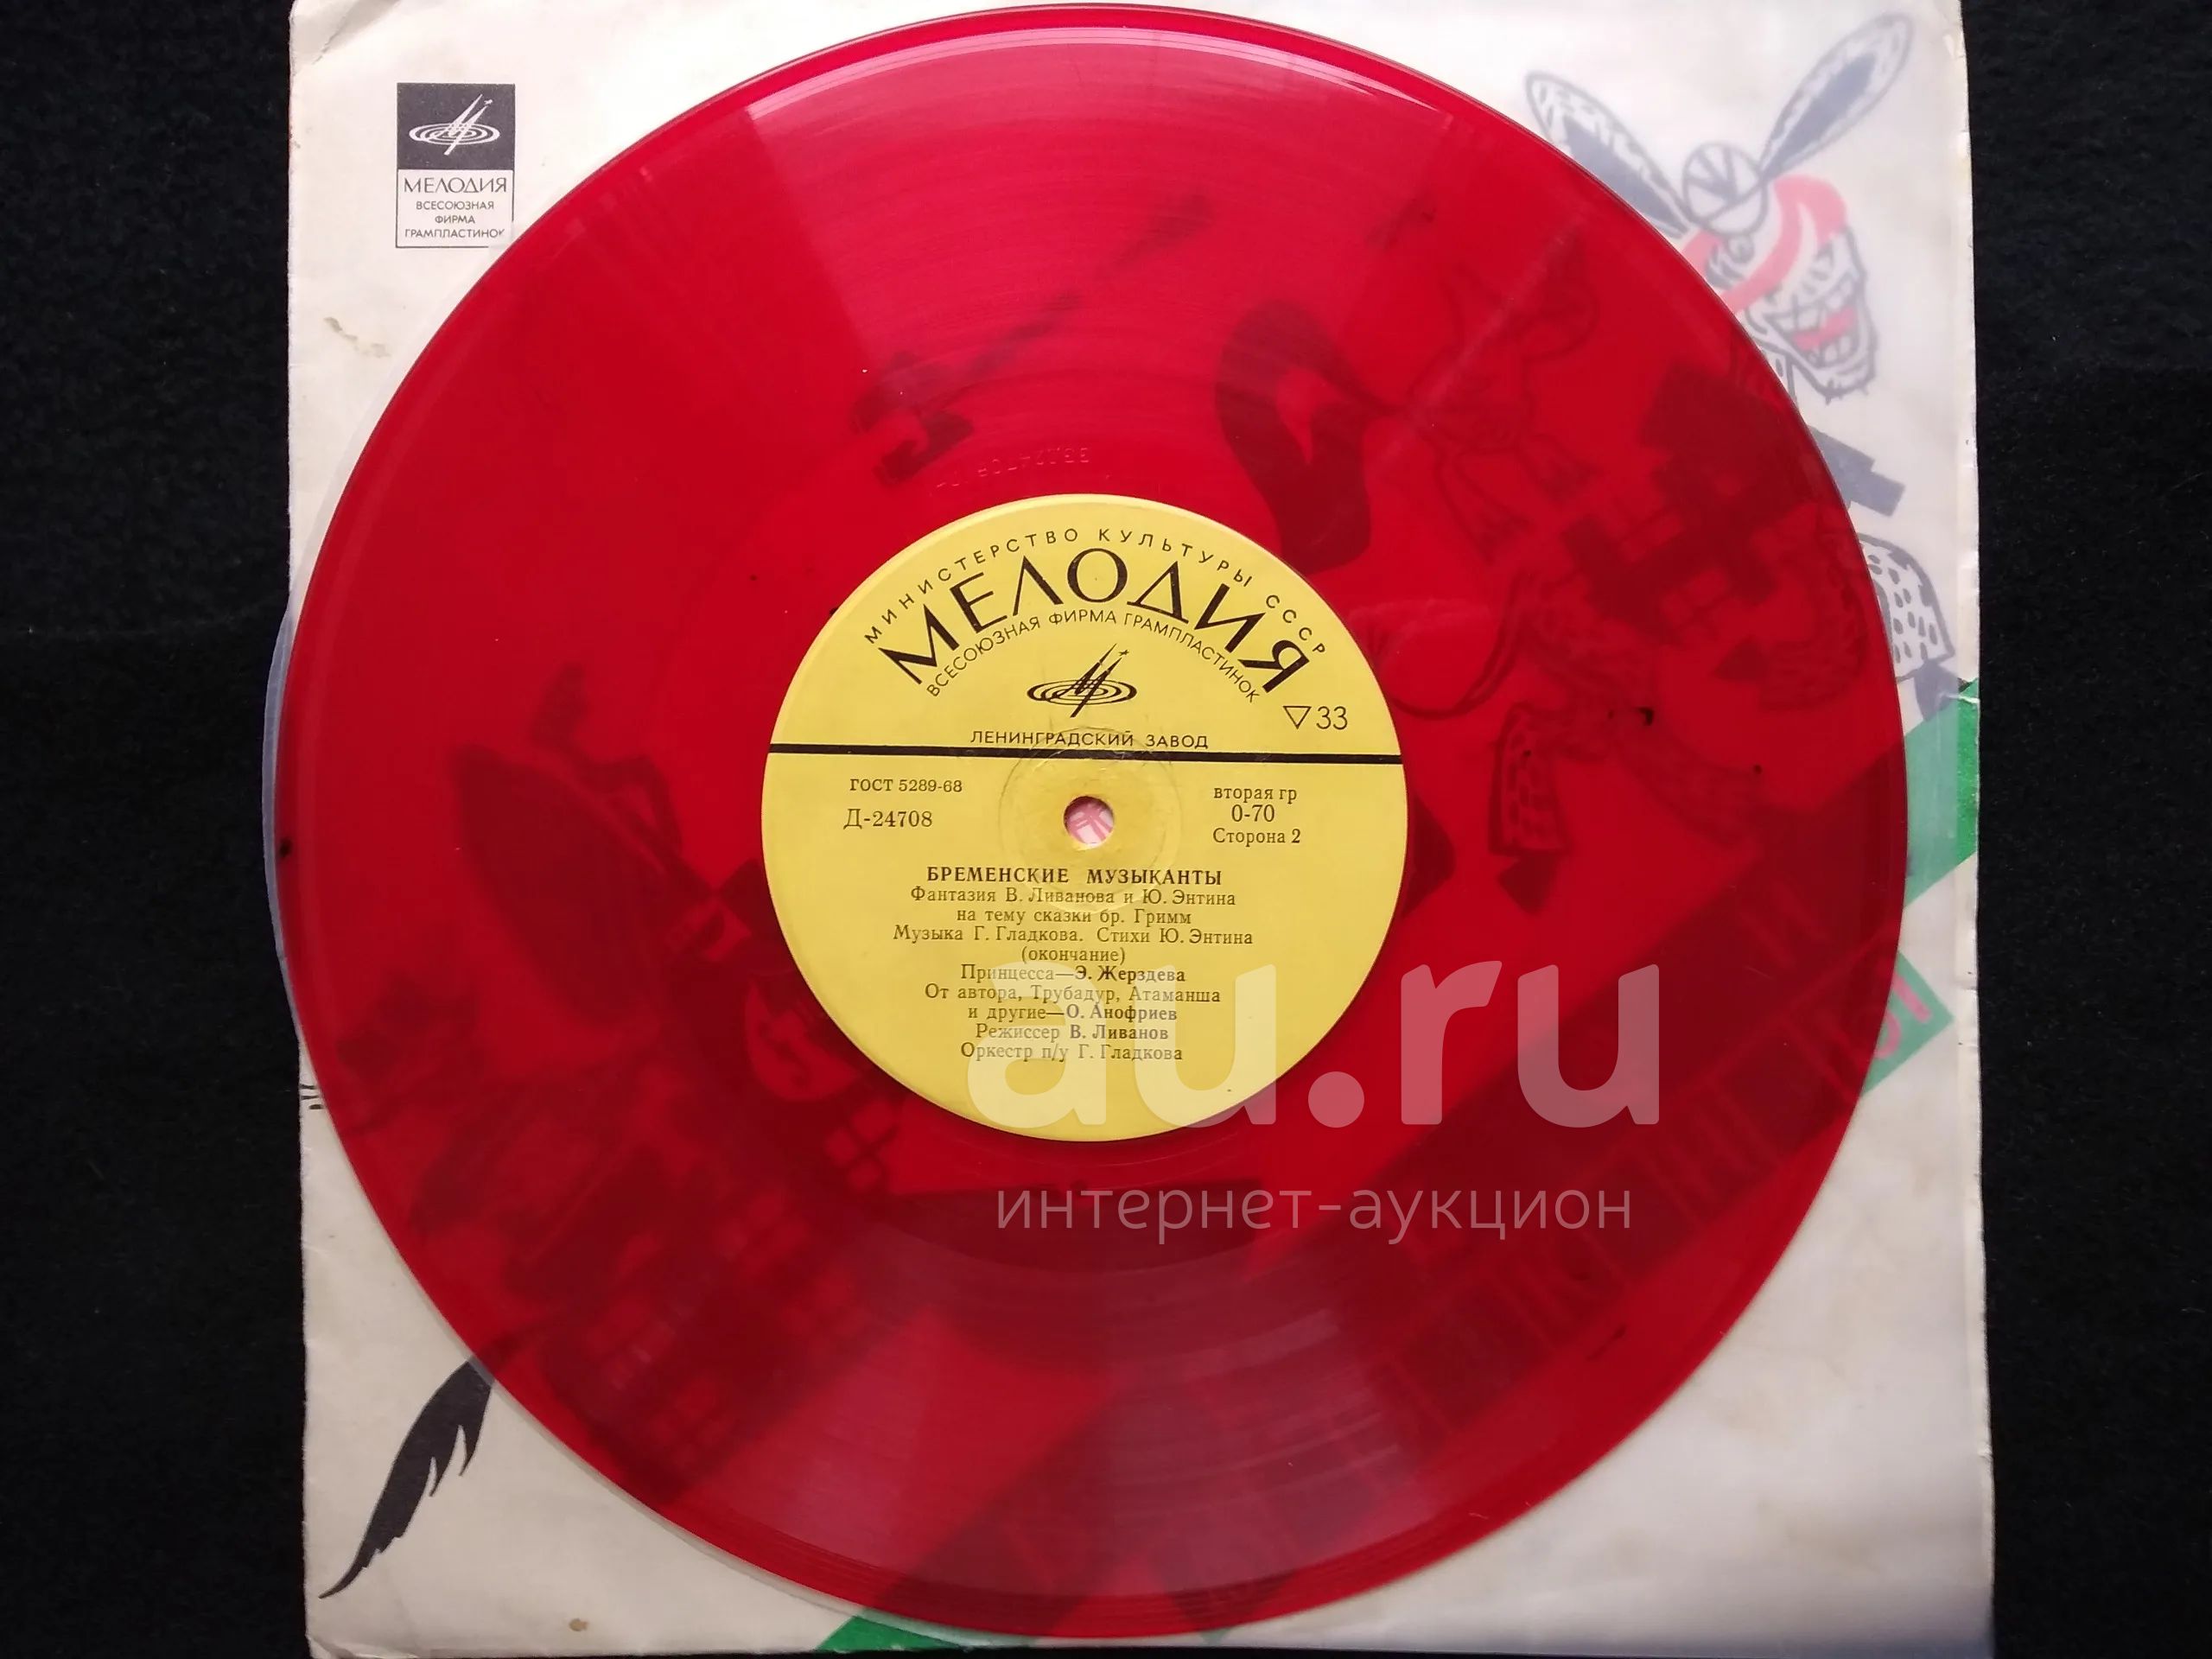 МЕЛОДИЯ
ВСЕСОЮЗНАЯ
ФИРМА
ГРАМПЛАСТИНОК
МИНИСТЕРСТВО КУЛЬТУРЫ СССР
МЕЛОДИЯ
ВСЕСОЮЗНАЯ ФИРМА ГРАМПЛАСТИНОК
▽33
ЛЕНИНГРАДСКИЙ ЗАВОД
ГОСТ 5289-68
Д-24708
вторая гр
0-70
Сторона 2
БРЕМЕНСКИЕ МУЗЫКАНТЫ
Фантазия В. Ливанова и Ю. Энтина
на тему сказки бр. Гримм
Музыка Г. Гладкова. Стихи Ю. Энтина
(окончание)
Принцесса—Э. Жерздева
От автора, Трубадур, Атаманша
и другие—О. Анофриев
Режиссер В. Ливанов
Оркестр п/у Г. Гладкова
au.ru
интернет-аукцион